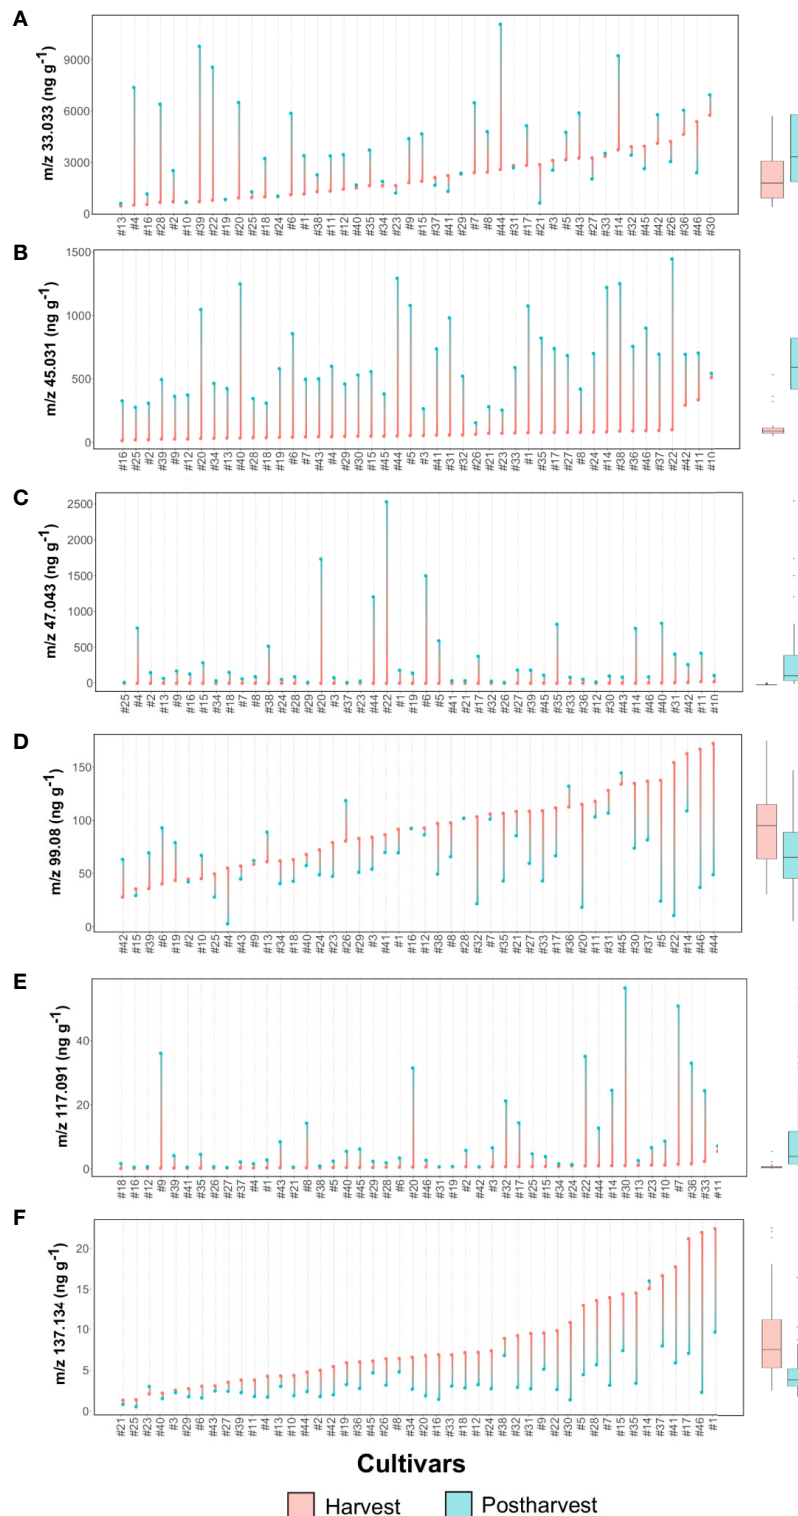 A
m/z 33.033 (ng g⁻¹)
9000
6000
3000
0
#13 #4 #16 #28 #2 #10 #39 #22 #19 #20 #25 #18 #24 #6 #1 #38 #11 #12 #40 #35 #34 #23 #9 #15 #37 #41 #29 #7 #8 #44 #31 #17 #21 #3 #5 #43 #27 #33 #14 #32 #45 #42 #26 #36 #46 #30
B
m/z 45.031 (ng g⁻¹)
1500
1000
500
0
#16 #25 #2 #39 #9 #12 #20 #34 #13 #40 #28 #18 #19 #6 #7 #43 #4 #29 #30 #15 #45 #44 #5 #3 #41 #31 #32 #26 #21 #23 #33 #1 #35 #17 #27 #8 #24 #14 #38 #36 #46 #37 #22 #42 #11 #10
C
m/z 47.043 (ng g⁻¹)
2500
2000
1500
1000
500
0
#25 #4 #2 #13 #9 #16 #15 #34 #18 #7 #8 #38 #24 #28 #29 #20 #3 #37 #23 #44 #22 #1 #19 #6 #5 #41 #21 #17 #32 #26 #27 #39 #45 #35 #33 #36 #12 #30 #43 #14 #46 #40 #31 #42 #11 #10
D
m/z 99.08 (ng g⁻¹)
150
100
50
0
#42 #15 #39 #6 #19 #2 #10 #25 #4 #43 #9 #13 #34 #18 #40 #24 #23 #26 #29 #3 #41 #1 #16 #12 #38 #8 #28 #32 #7 #35 #21 #27 #33 #17 #36 #20 #11 #31 #45 #30 #37 #5 #22 #14 #46 #44
E
m/z 117.091 (ng g⁻¹)
40
20
0
#18 #16 #12 #9 #39 #41 #35 #26 #27 #37 #4 #1 #43 #21 #8 #38 #5 #40 #45 #29 #28 #6 #20 #46 #31 #19 #2 #42 #3 #32 #17 #25 #15 #34 #24 #22 #44 #14 #30 #13 #23 #10 #7 #36 #33 #11
F
m/z 137.134 (ng g⁻¹)
20
15
10
5
0
#21 #25 #23 #40 #3 #29 #6 #43 #27 #39 #11 #4 #13 #10 #44 #2 #42 #19 #36 #45 #26 #8 #34 #20 #16 #33 #18 #12 #24 #38 #32 #31 #9 #22 #30 #5 #28 #7 #15 #35 #14 #37 #41 #17 #46 #1
Cultivars
Harvest Postharvest